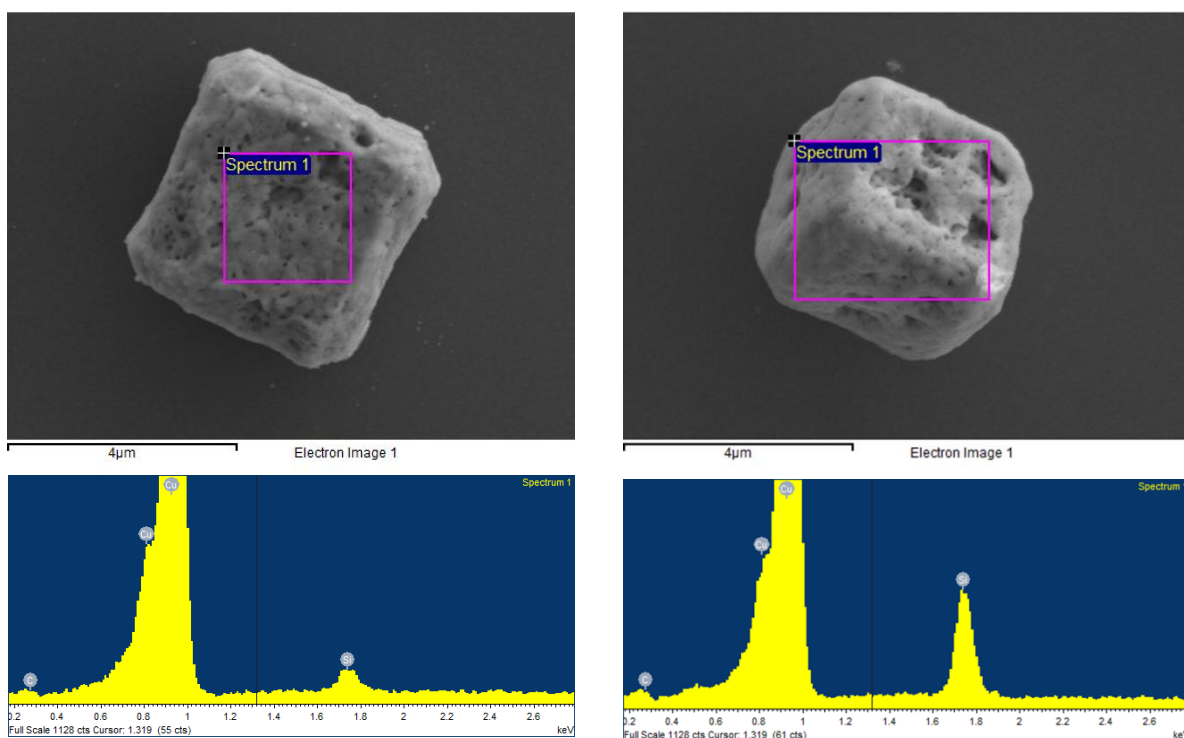 Spectrum 1
4µm Electron Image 1
Spectrum 1
Cu
Cu
Si
C
0.2 0.4 0.6 0.8 1 1.2 1.4 1.6 1.8 2 2.2 2.4 2.6
Full Scale 1128 cts Cursor: 1.319 (55 cts) keV
Spectrum 1
4µm Electron Image 1
Spectrum
Cu
Cu
Si
C
0.2 0.4 0.6 0.8 1 1.2 1.4 1.6 1.8 2 2.2 2.4 2.6
Full Scale 1128 cts Cursor: 1.319 (61 cts)